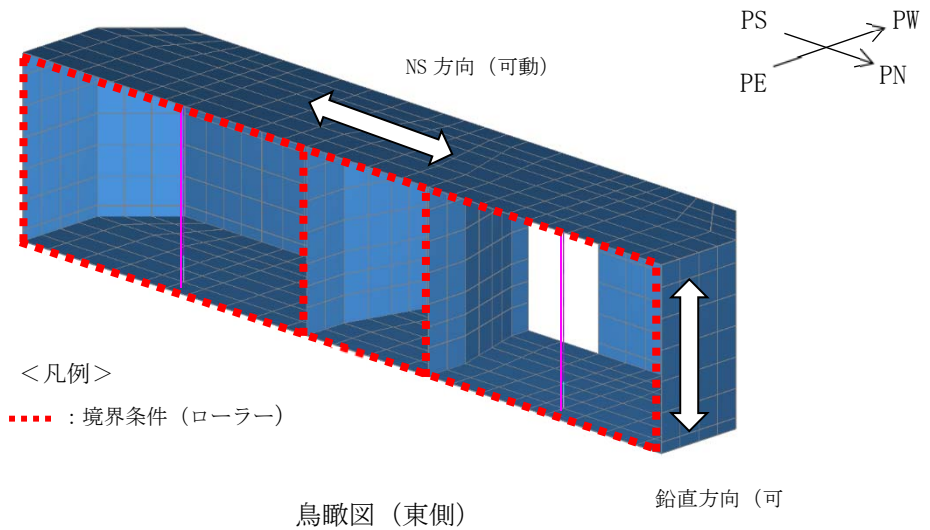 PS PW
NS 方向（可動）
PE PN
＜凡例＞
：境界条件（ローラー）
鳥瞰図（東側）
鉛直方向（可